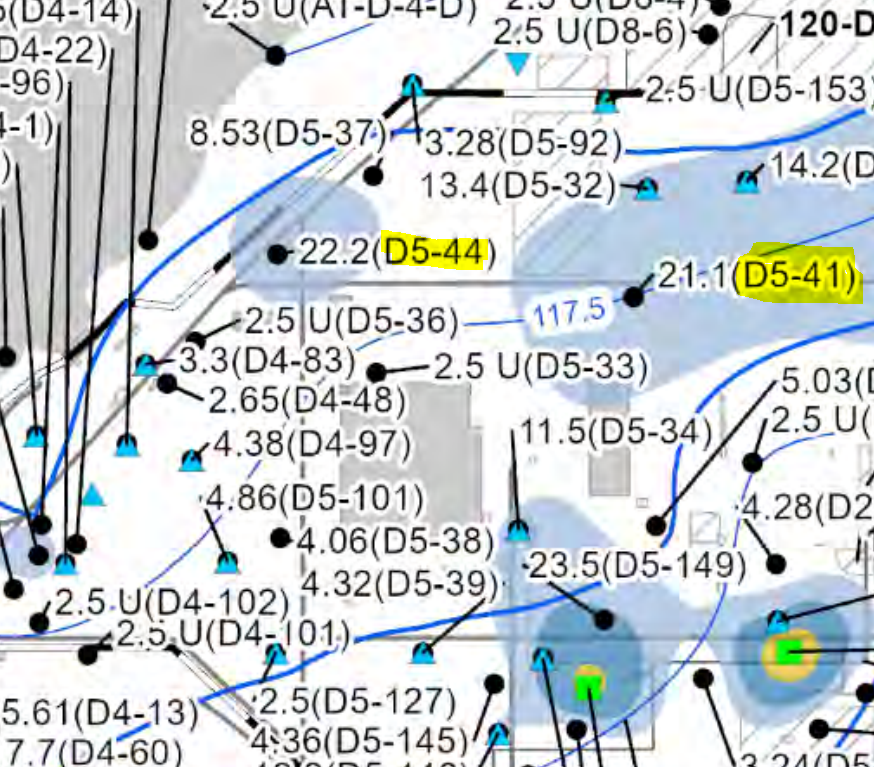 (D4-14)
2.5 U(A1-D-4-D)
2.5 U(D8-6)
120-D
D4-22)
-96)
2.5 U(D5-153)
4-1)
8.53(D5-37)
3.28(D5-92)
)
13.4(D5-32)
14.2(D
22.2(D5-44)
21.1(D5-41)
117.5
2.5 U(D5-36)
3.3(D4-83)
2.5 U(D5-33)
2.65(D4-48)
5.03(D
11.5(D5-34)
2.5 U(
4.38(D4-97)
4.86(D5-101)
4.28(D2
4.06(D5-38)
23.5(D5-149)
4.32(D5-39)
2.5 U(D4-102)
2.5 U(D4-101)
2.5(D5-127)
5.61(D4-13)
4.36(D5-145)
7.7(D4-60)
3.24(D5